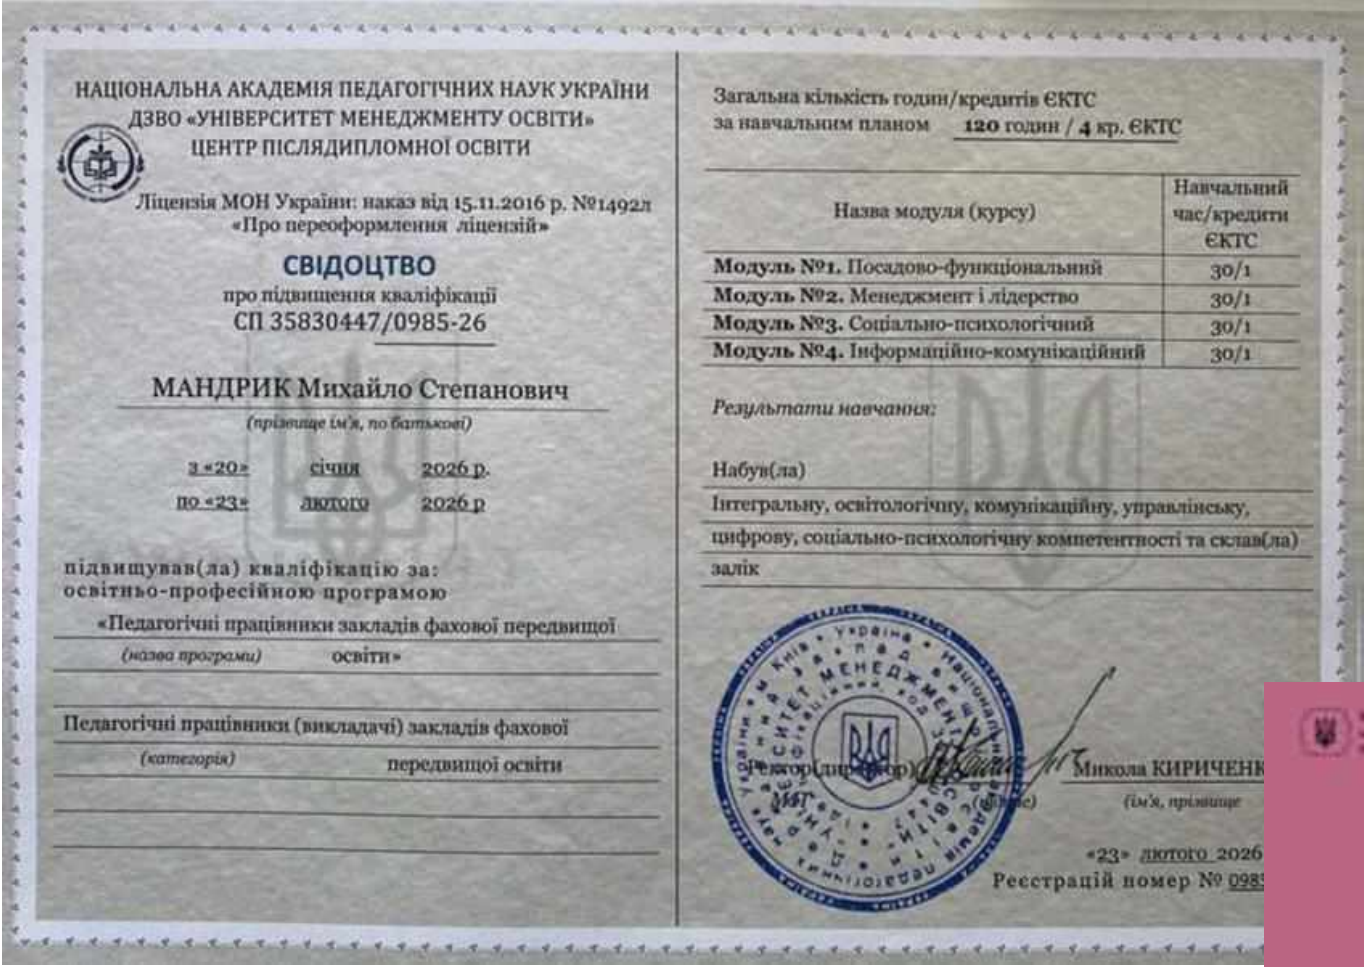 НАЦІОНАЛЬНА АКАДЕМІЯ ПЕДАГОГІЧНИХ НАУК УКРАЇНИ
ДЗВО «УНІВЕРСИТЕТ МЕНЕДЖМЕНТУ ОСВІТИ»
ЦЕНТР ПІСЛЯДИПЛОМНОЇ ОСВІТИ
Ліцензія МОН України: наказ від 15.11.2016 р. №1492л
«Про переоформлення ліцензій»
СВІДОЦТВО
про підвищення кваліфікації
СП 35830447/0985-26
МАНДРИК Михайло Степанович
(прізвище ім'я, по батькові)
з «20» січня 2026 р.
по «23» лютого 2026 р
підвищував(ла) кваліфікацію за:
освітньо-професійною програмою
«Педагогічні працівники закладів фахової передвищої
(назва програми) освіти»
Педагогічні працівники (викладачі) закладів фахової
(категорія) передвищої освіти
Загальна кількість годин/кредитів ЄКТС
за навчальним планом 120 годин / 4 кр. ЄКТС
Назва модуля (курсу)
Навчальний
час/кредити
ЄКТС
Модуль №1. Посадово-функціональний 30/1
Модуль №2. Менеджмент і лідерство 30/1
Модуль №3. Соціально-психологічний 30/1
Модуль №4. Інформаційно-комунікаційний 30/1
Результати навчання:
Набув(ла)
Інтегральну, освітологічну, комунікаційну, управлінську,
цифрову, соціально-психологічну компетентності та склав(ла)
залік
Ректор(директор) Микола КИРИЧЕНК
МП (ім'я, прізвище
«23» лютого 2026
Реєстрацій номер № 098